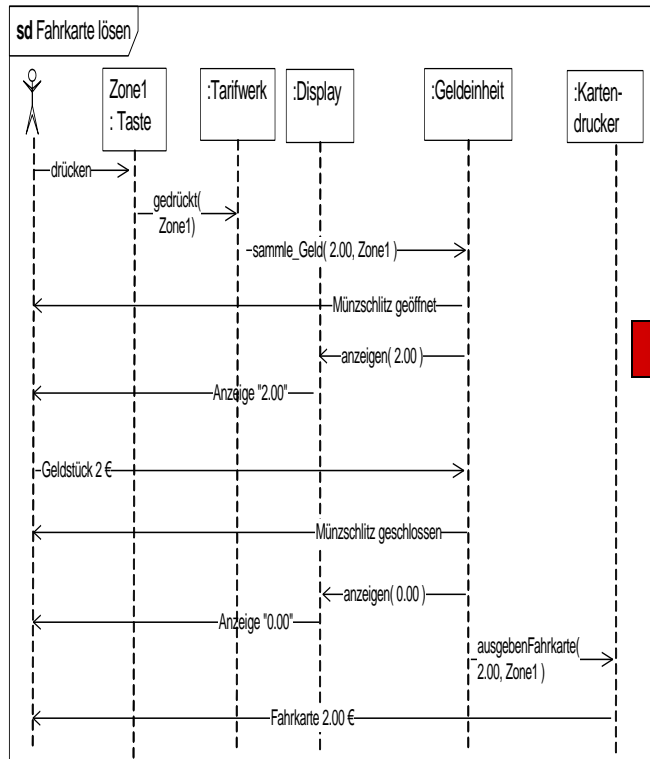 sd Fahrkarte lösen
Zone1
: Taste
:Tarifwerk
:Display
:Geldeinheit
:Karten-
drucker
drücken
gedrückt(
Zone1)
sammle_Geld( 2.00, Zone1 )
Münzschlitz geöffnet
anzeigen( 2.00 )
Anzeige "2.00"
Geldstück 2 €
Münzschlitz geschlossen
anzeigen( 0.00 )
Anzeige "0.00"
ausgebenFahrkarte(
2.00, Zone1 )
Fahrkarte 2.00 €